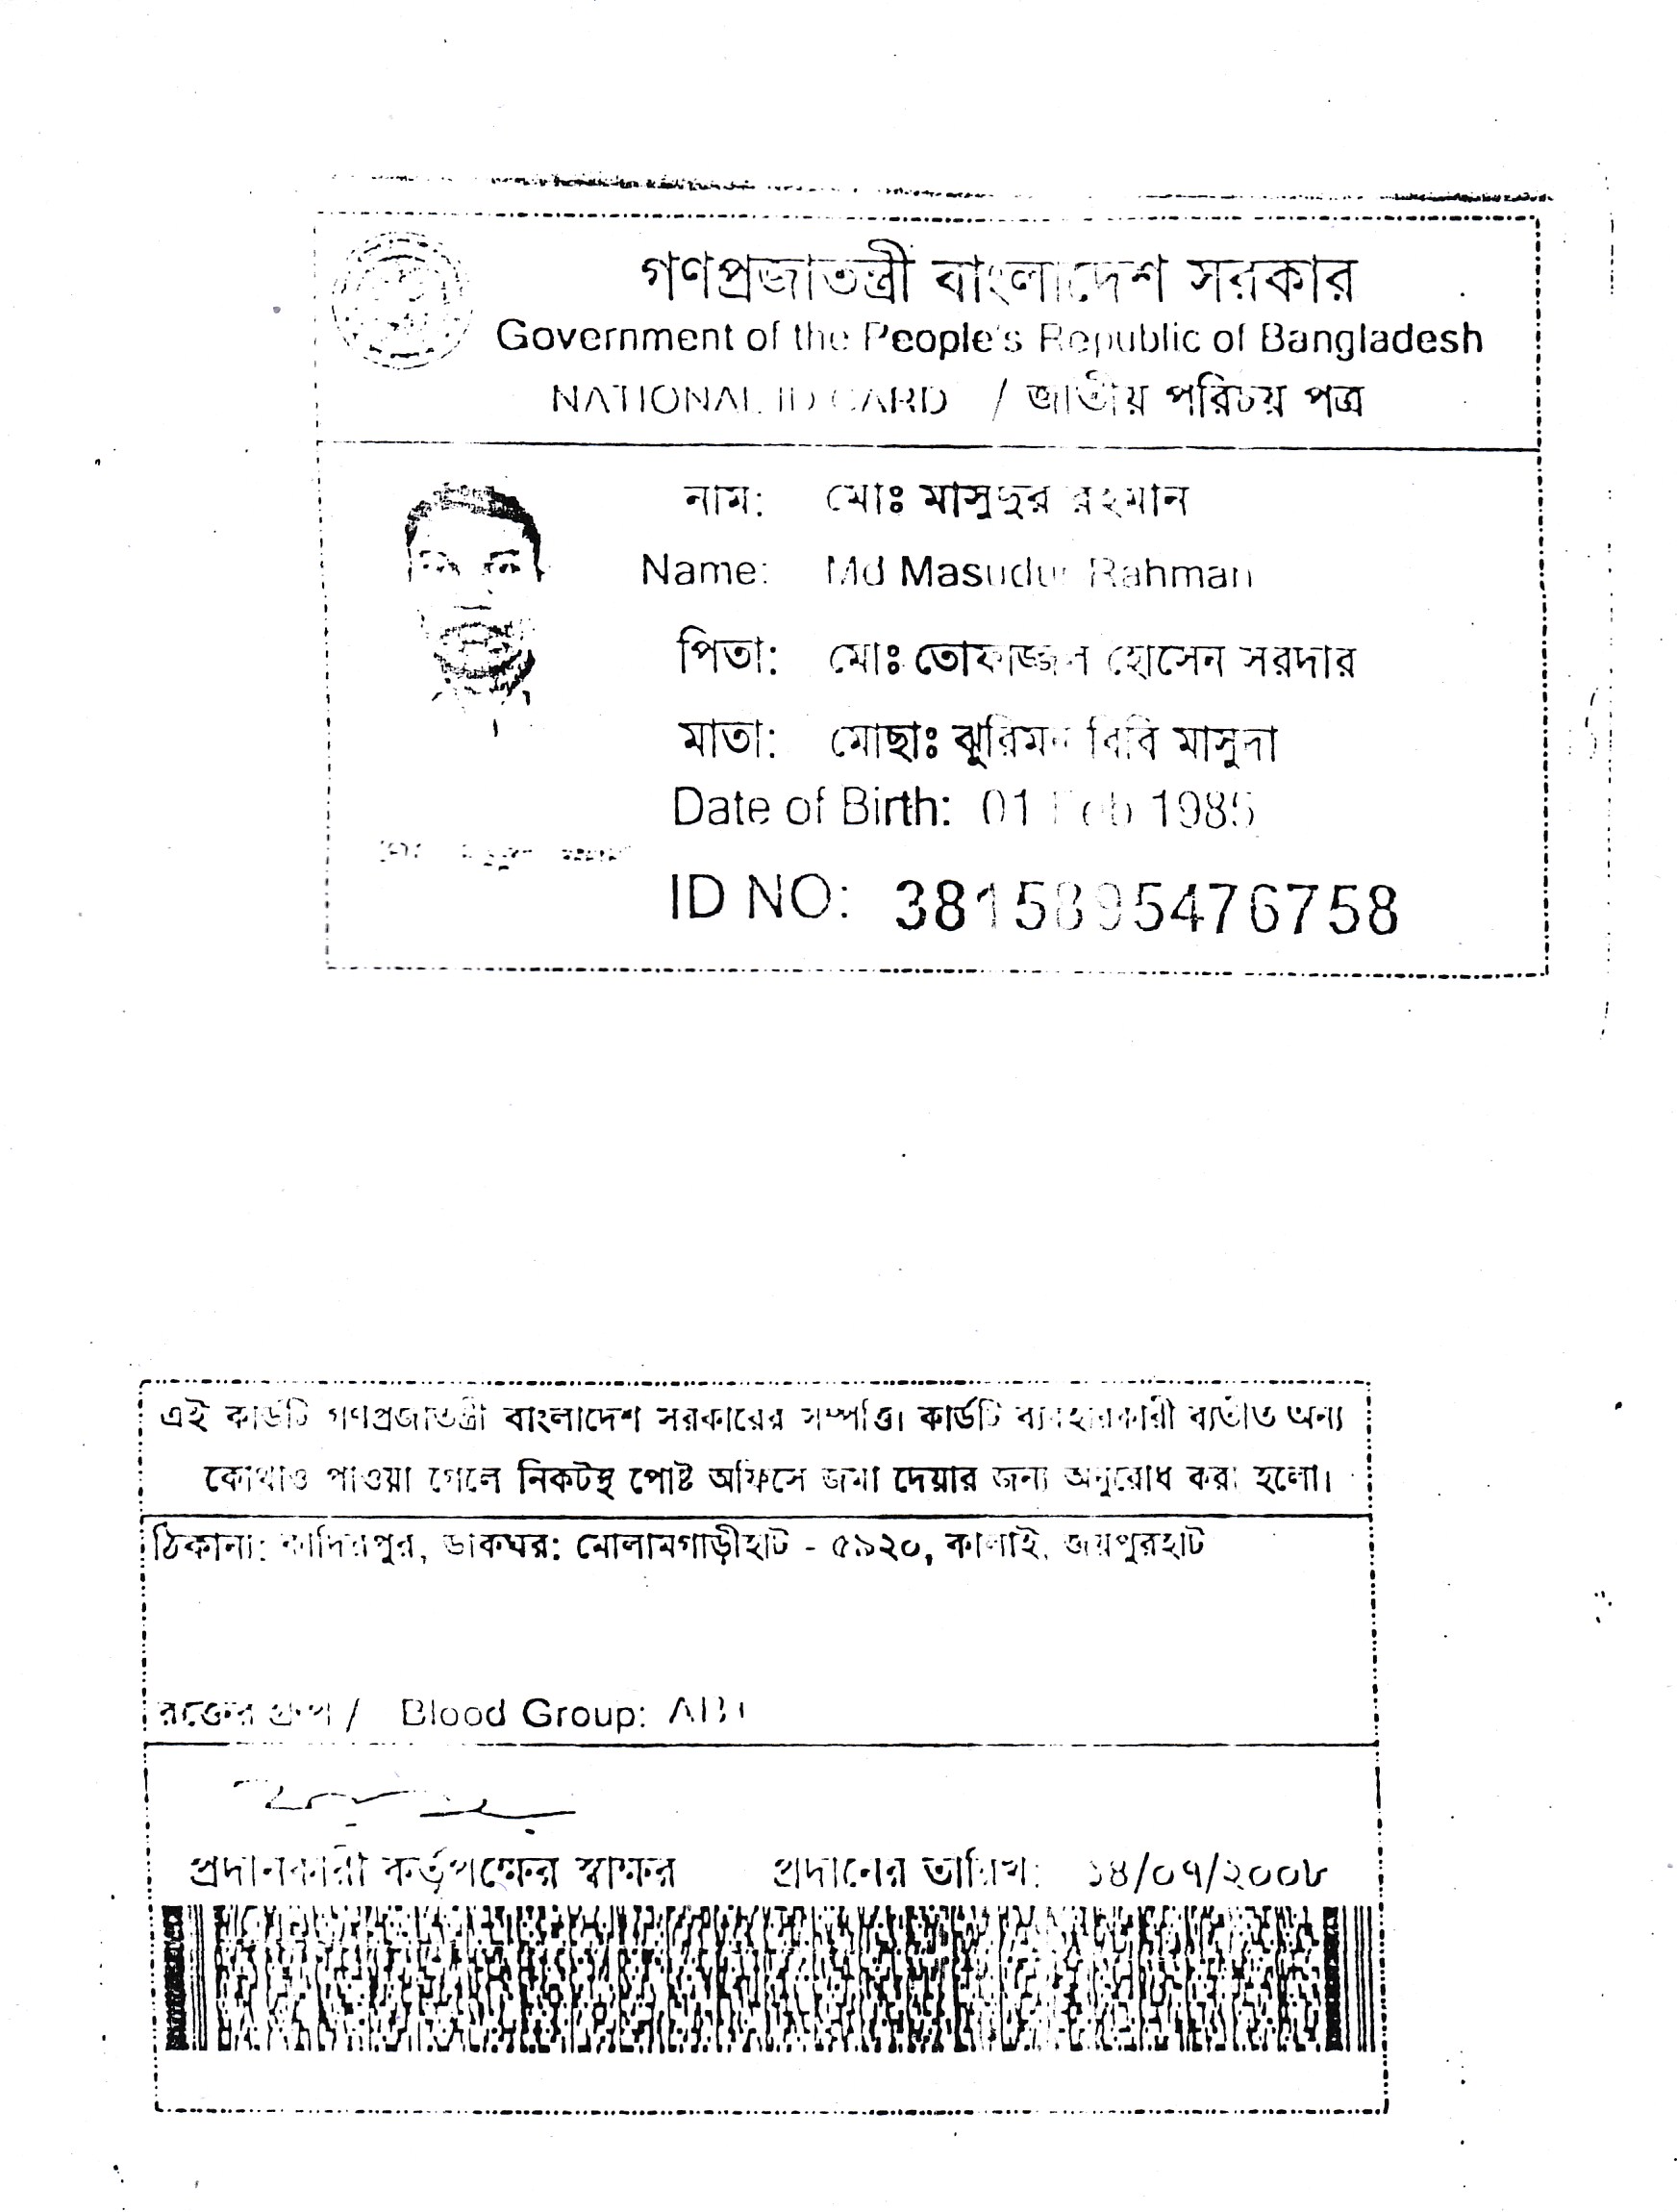 গণপ্রজাতন্ত্রী বাংলাদেশ সরকার
Government of the People's Republic of Bangladesh
NATIONAL ID CARD / জাতীয় পরিচয় পত্র
নাম: মোঃ মাসুদুর রহমান
Name: Md Masudur Rahman
পিতা: মোঃ তোফাজ্জল হোসেন সরদার
মাতা: মোছাঃ ঝুরিমন বিবি মাসুদা
Date of Birth: 01 Feb 1985
ID NO: 3815895476758
এই কার্ডটি গণপ্রজাতন্ত্রী বাংলাদেশ সরকারের সম্পত্তি। কার্ডটি ব্যবহারকারী ব্যতীত অন্য
কোথাও পাওয়া গেলে নিকটস্থ পোষ্ট অফিসে জমা দেয়ার জন্য অনুরোধ করা হলো।
ঠিকানা: কাদিরপুর, ডাকঘর: মোলামগাড়ীহাট - ৫৯২০, কালাই, জয়পুরহাট
রক্তের গ্রুপ / Blood Group: AB+
প্রদানকারী কর্তৃপক্ষের স্বাক্ষর প্রদানের তারিখ: ১৪/০৭/২০০৮